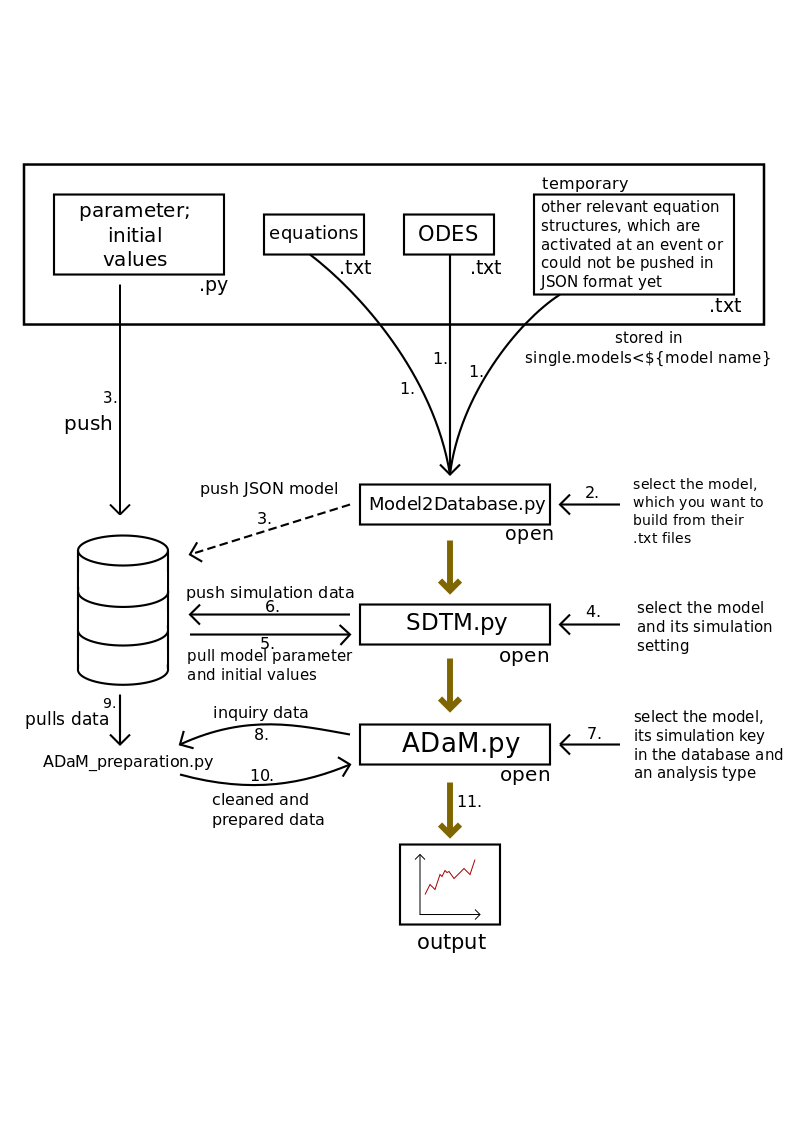 temporary
parameter;
initial
values
.py
equations
.txt
ODES
.txt
other relevant equation
structures, which are
activated at an event or
could not be pushed in
JSON format yet
.txt
stored in
single.models<${model name}
1.
1.
1.
3.
push
push JSON model
3.
Model2Database.py
open
2.
select the model,
which you want to
build from their
.txt files
push simulation data
6.
5.
pull model parameter
and initial values
SDTM.py
open
4.
select the model
and its simulation
setting
9.
pulls data
ADaM_preparation.py
inquiry data
8.
10.
cleaned and
prepared data
ADaM.py
open
7.
select the model,
its simulation key
in the database and
an analysis type
11.
output